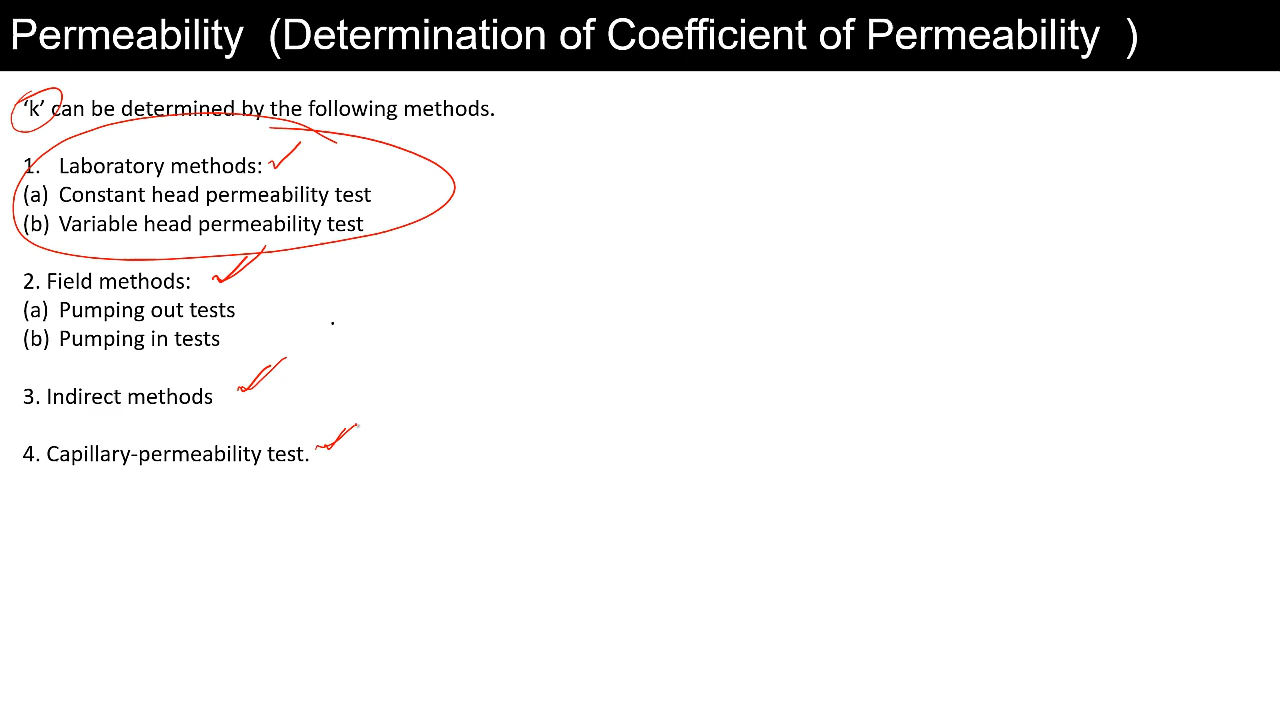 Permeability (Determination of Coefficient of Permeability )
‘k’ can be determined by the following methods.
1. Laboratory methods:
(a) Constant head permeability test
(b) Variable head permeability test
2. Field methods:
(a) Pumping out tests
(b) Pumping in tests
3. Indirect methods
4. Capillary-permeability test.